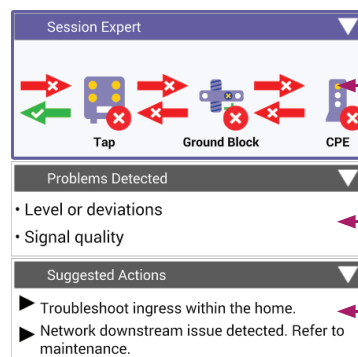 Session Expert
Tap Ground Block CPE
Problems Detected
• Level or deviations
• Signal quality
Suggested Actions
Troubleshoot ingress within the home.
Network downstream issue detected. Refer to
maintenance.